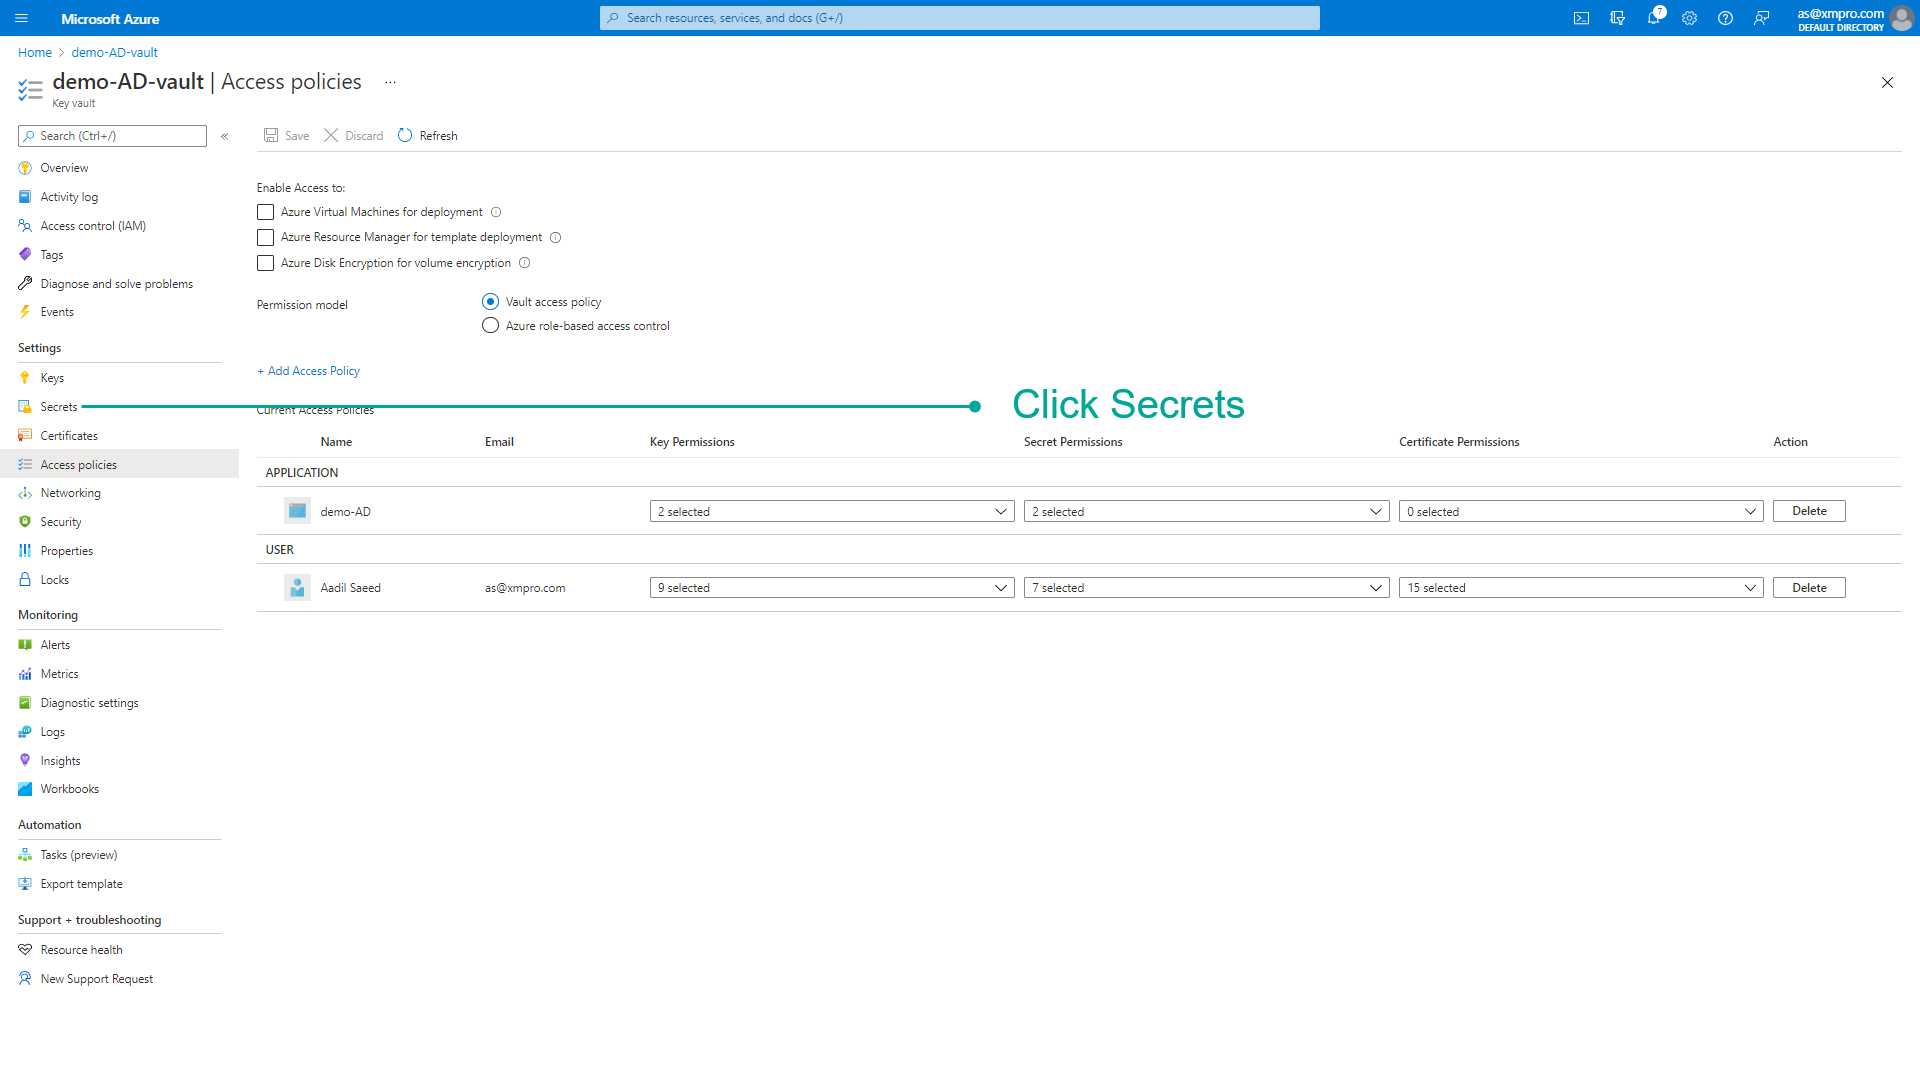 Microsoft Azure
Search resources, services, and docs (G+/)
7
as@xmpro.com
DEFAULT DIRECTORY
Home > demo-AD-vault
demo-AD-vault | Access policies ...
Key vault
Search (Ctrl+/)
«
Save
Discard
Refresh
Overview
Activity log
Access control (IAM)
Tags
Diagnose and solve problems
Events
Settings
Keys
Secrets
Certificates
Access policies
Networking
Security
Properties
Locks
Monitoring
Alerts
Metrics
Diagnostic settings
Logs
Insights
Workbooks
Automation
Tasks (preview)
Export template
Support + troubleshooting
Resource health
New Support Request
Enable Access to:
Azure Virtual Machines for deployment
Azure Resource Manager for template deployment
Azure Disk Encryption for volume encryption
Permission model
Vault access policy
Azure role-based access control
+ Add Access Policy
Click Secrets
Current Access Policies
Name Email Key Permissions Secret Permissions Certificate Permissions Action
APPLICATION
demo-AD 2 selected 2 selected 0 selected Delete
USER
Aadil Saeed as@xmpro.com 9 selected 7 selected 15 selected Delete